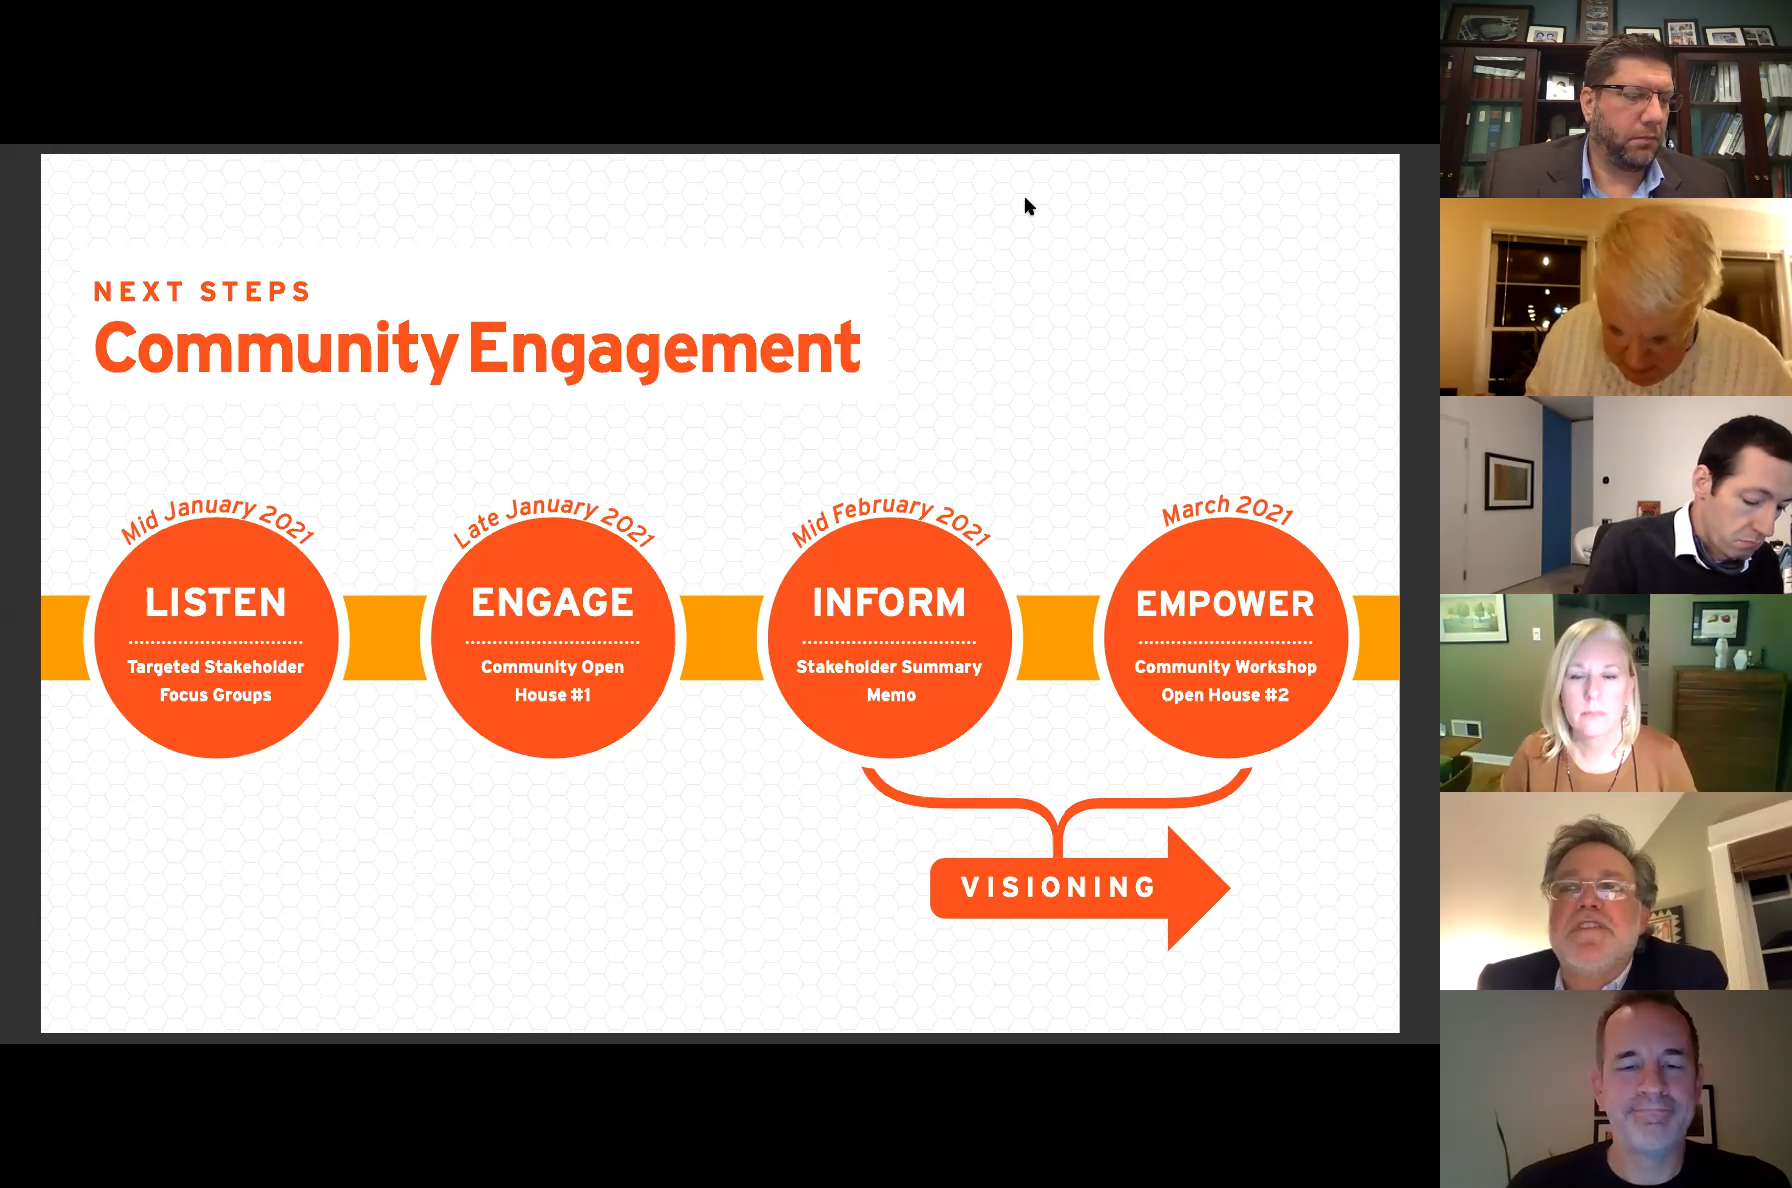 NEXT STEPS
Community Engagement
Mid January 2021
LISTEN
Targeted Stakeholder
Focus Groups
Late January 2021
ENGAGE
Community Open
House #1
Mid February 2021
INFORM
Stakeholder Summary
Memo
March 2021
EMPOWER
Community Workshop
Open House #2
VISIONING